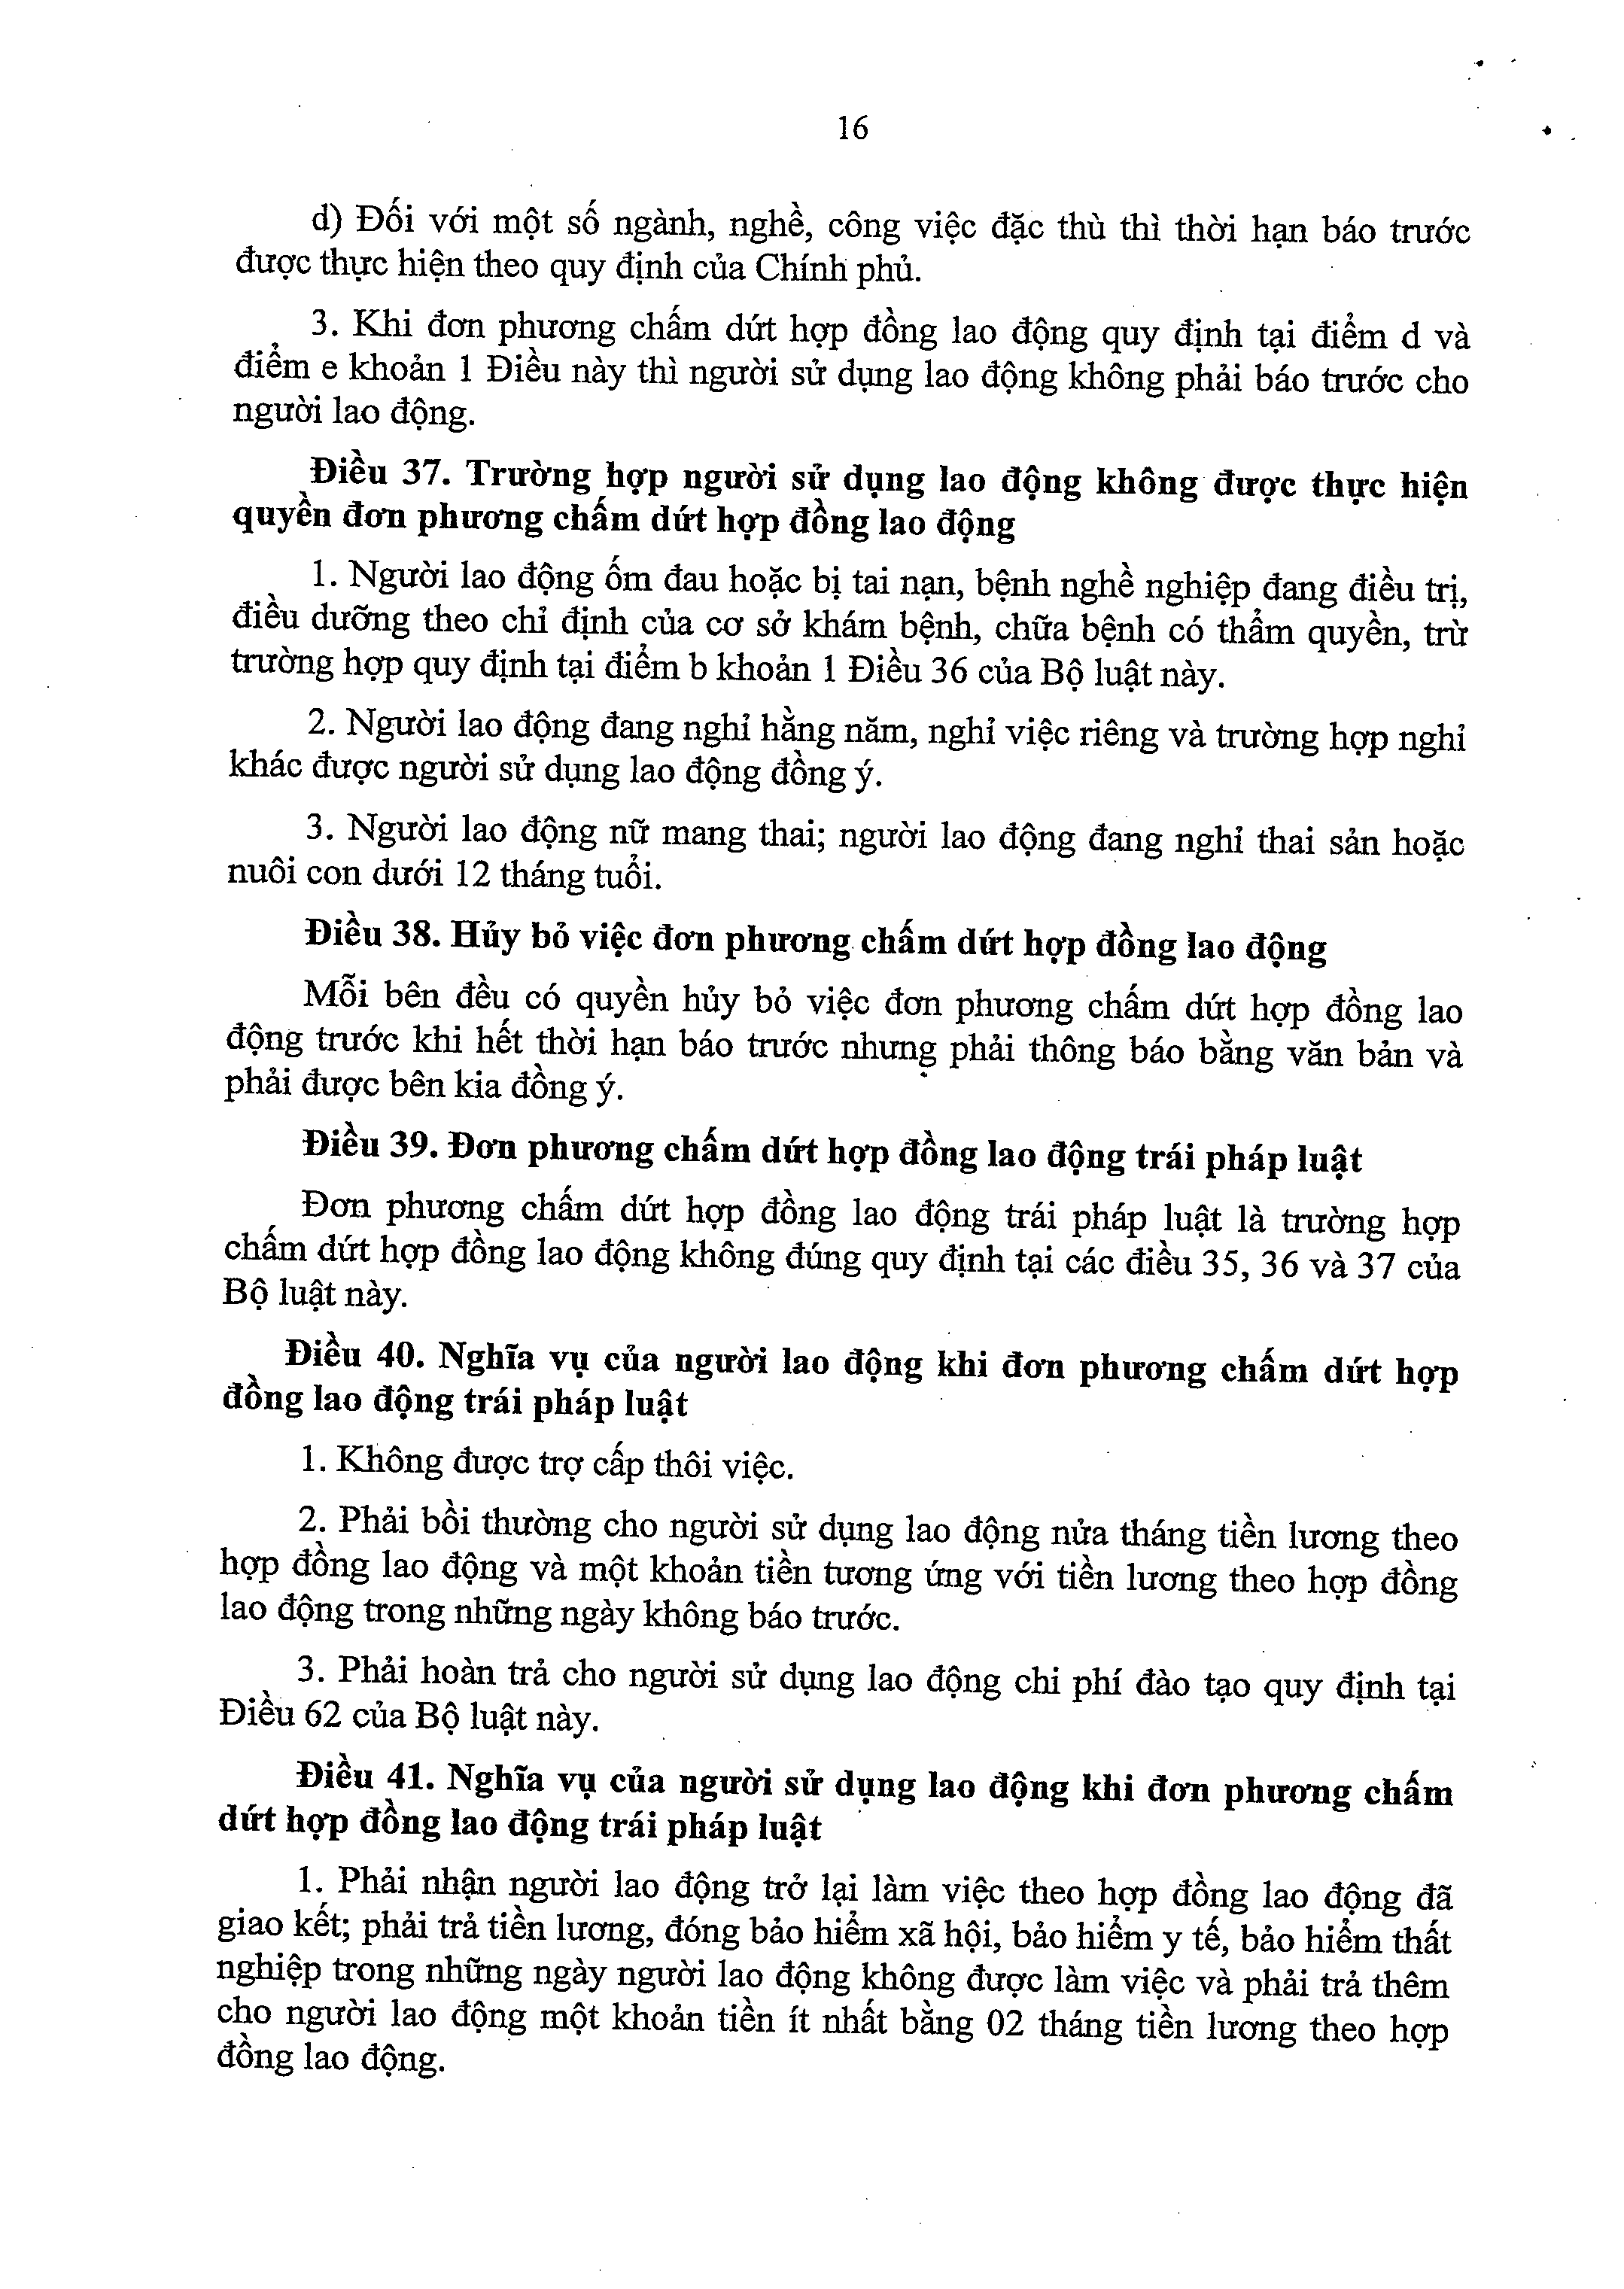 16
d) Đối với một số ngành, nghề, công việc đặc thù thì thời hạn báo trước
được thực hiện theo quy định của Chính phủ.
3. Khi đơn phương chấm dứt hợp đồng lao động quy định tại điểm d và
điểm e khoản 1 Điều này thì người sử dụng lao động không phải báo trước cho
người lao động.
Điều 37. Trường hợp người sử dụng lao động không được thực hiện
quyền đơn phương chấm dứt hợp đồng lao động
1. Người lao động ốm đau hoặc bị tai nạn, bệnh nghề nghiệp đang điều trị,
điều dưỡng theo chỉ định của cơ sở khám bệnh, chữa bệnh có thẩm quyền, trừ
trường hợp quy định tại điểm b khoản 1 Điều 36 của Bộ luật này.
2. Người lao động đang nghỉ hằng năm, nghỉ việc riêng và trường hợp nghỉ
khác được người sử dụng lao động đồng ý.
3. Người lao động nữ mang thai; người lao động đang nghỉ thai sản hoặc
nuôi con dưới 12 tháng tuổi.
Điều 38. Hủy bỏ việc đơn phương chấm dứt hợp đồng lao động
Mỗi bên đều có quyền hủy bỏ việc đơn phương chấm dứt hợp đồng lao
động trước khi hết thời hạn báo trước nhưng phải thông báo bằng văn bản và
phải được bên kia đồng ý.
Điều 39. Đơn phương chấm dứt hợp đồng lao động trái pháp luật
Đơn phương chấm dứt hợp đồng lao động trái pháp luật là trường hợp
chấm dứt hợp đồng lao động không đúng quy định tại các điều 35, 36 và 37 của
Bộ luật này.
Điều 40. Nghĩa vụ của người lao động khi đơn phương chấm dứt hợp
đồng lao động trái pháp luật
1. Không được trợ cấp thôi việc.
2. Phải bồi thường cho người sử dụng lao động nửa tháng tiền lương theo
hợp đồng lao động và một khoản tiền tương ứng với tiền lương theo hợp đồng
lao động trong những ngày không báo trước.
3. Phải hoàn trả cho người sử dụng lao động chi phí đào tạo quy định tại
Điều 62 của Bộ luật này.
Điều 41. Nghĩa vụ của người sử dụng lao động khi đơn phương chấm
dứt hợp đồng lao động trái pháp luật
1. Phải nhận người lao động trở lại làm việc theo hợp đồng lao động đã
giao kết; phải trả tiền lương, đóng bảo hiểm xã hội, bảo hiểm y tế, bảo hiểm thất
nghiệp trong những ngày người lao động không được làm việc và phải trả thêm
cho người lao động một khoản tiền ít nhất bằng 02 tháng tiền lương theo hợp
đồng lao động.